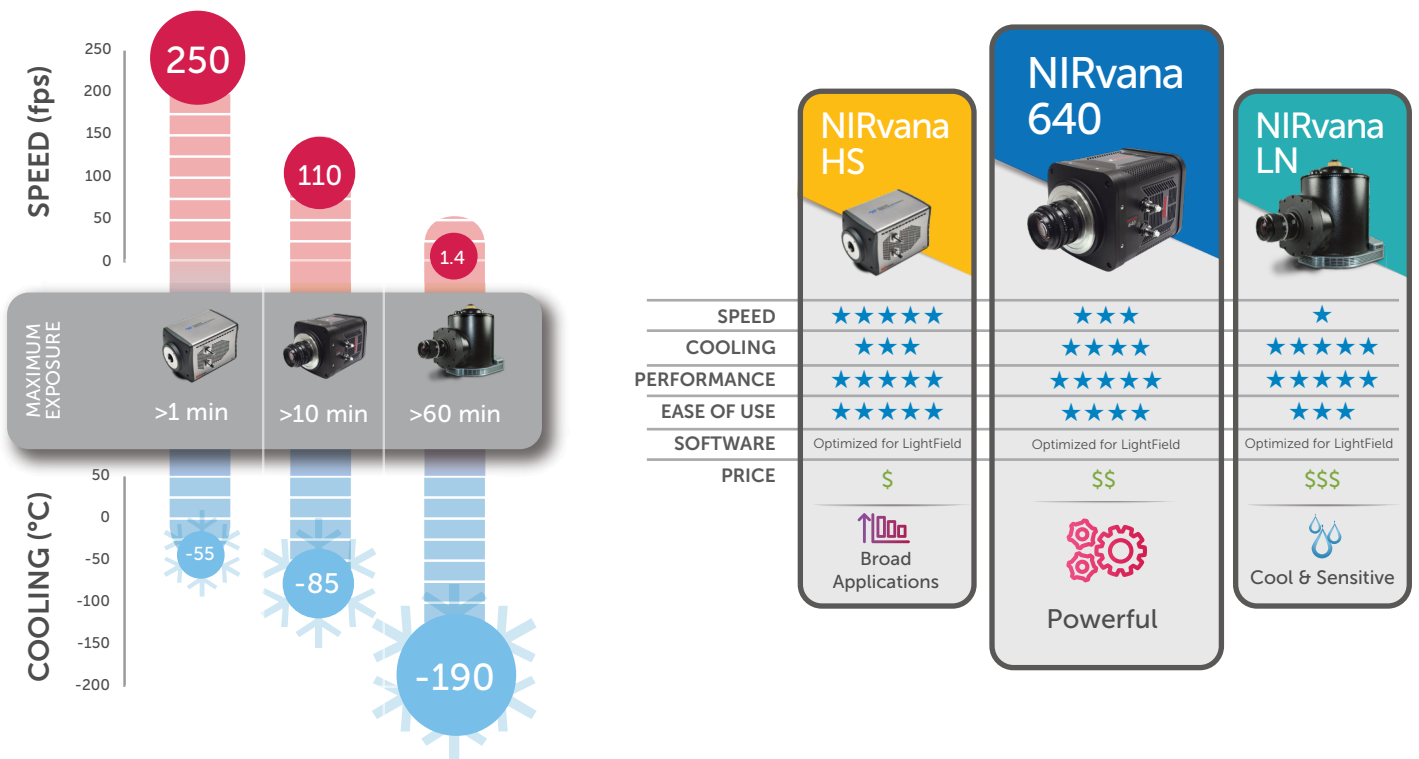 SPEED (fps)
250
200
150
100
50
0
250
110
1.4
MAXIMUM
EXPOSURE
>1 min
>10 min
>60 min
COOLING (°C)
50
0
-50
-100
-150
-200
-55
-85
-190
NIRvana
HS
NIRvana
640
NIRvana
LN
SPEED
★★★★★
★★★
★
COOLING
★★★
★★★★
★★★★★
PERFORMANCE
★★★★★
★★★★★
★★★★★
EASE OF USE
★★★★★
★★★★
★★★
SOFTWARE
Optimized for LightField
Optimized for LightField
Optimized for LightField
PRICE
$
$$
$$$
Broad
Applications
Powerful
Cool & Sensitive